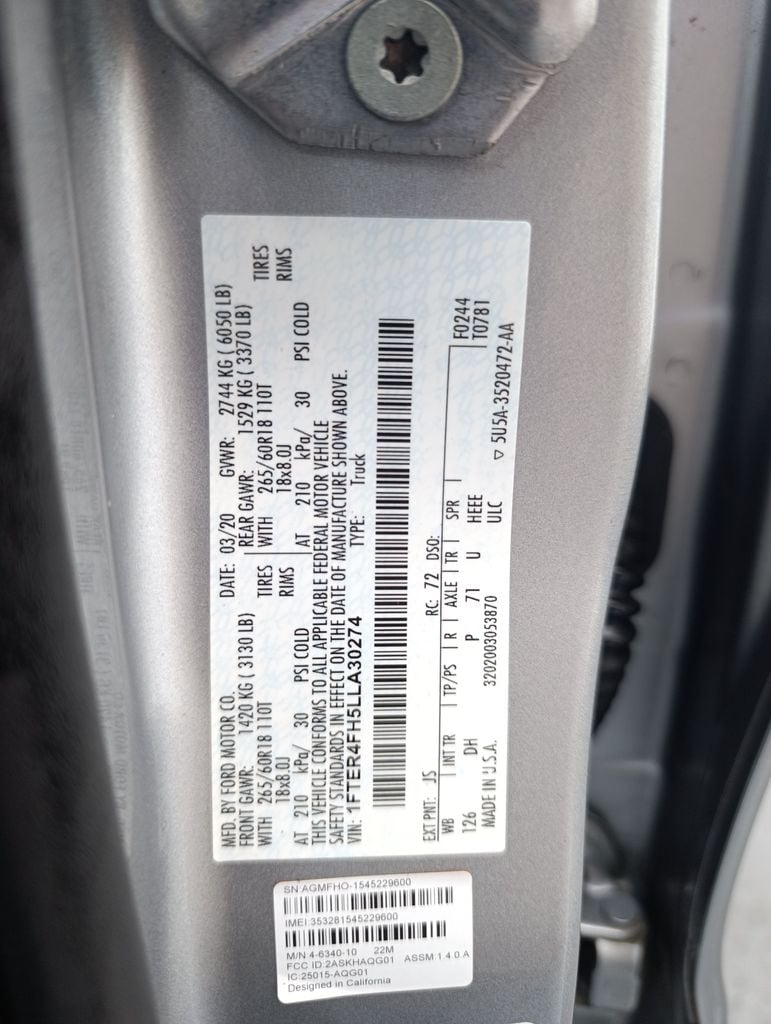 MFD. BY FORD MOTOR CO.
DATE: 03/20 GVWR: 2744 KG ( 6050 LB)
FRONT GAWR: 1420 KG ( 3130 LB) REAR GAWR: 1529 KG ( 3370 LB)
WITH 265/60R18 110T TIRES WITH 265/60R18 110T TIRES
18x8.0J RIMS 18x8.0J RIMS
AT 210 kPa/ 30 PSI COLD AT 210 kPa/ 30 PSI COLD
THIS VEHICLE CONFORMS TO ALL APPLICABLE FEDERAL MOTOR VEHICLE
SAFETY STANDARDS IN EFFECT ON THE DATE OF MANUFACTURE SHOWN ABOVE.
VIN: 1FTER4FH5LLA30274 TYPE: Truck
EXT PNT: JS RC: 72 DSO:
WB INT TR TP/PS R AXLE TR SPR F0244
126 DH P 71 U HEEE T0781
MADE IN U.S.A. 3202003053870 ULC ▽ 5U5A-3520472-AA
SN:AGMFHO-1545229600
IMEI:353281545229600
M/N:4-6340-10 22M
FCC ID:2ASKHAQG01 ASSM:1.4.0.A
IC:25015-AQG01
Designed in California